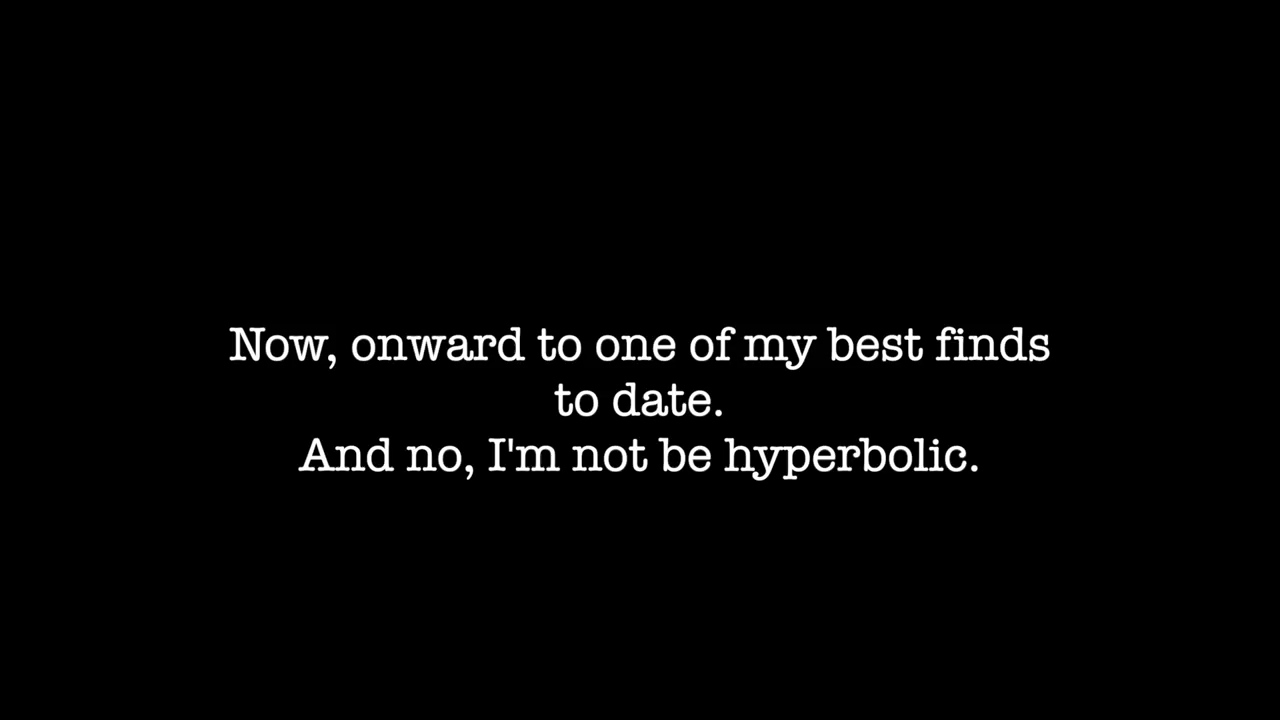 Now, onward to one of my best finds
to date.
And no, I'm not be hyperbolic.